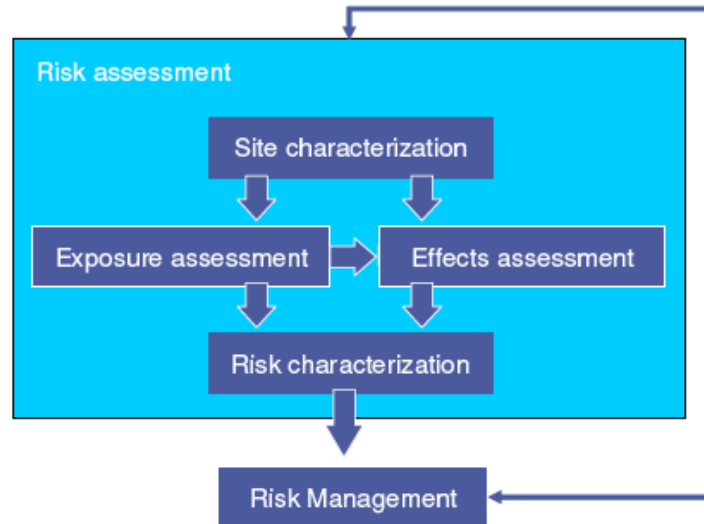 Risk assessment
Site characterization
Exposure assessment
Effects assessment
Risk characterization
Risk Management